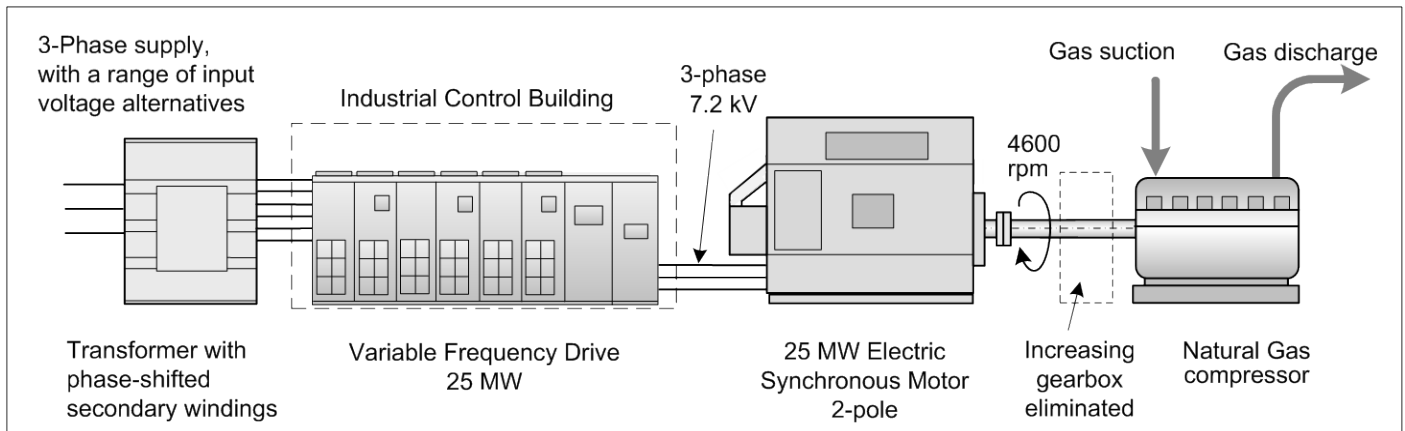 3-Phase supply,
with a range of input
voltage alternatives
Industrial Control Building
3-phase
7.2 kV
Gas suction
Gas discharge
4600
rpm
Transformer with
phase-shifted
secondary windings
Variable Frequency Drive
25 MW
25 MW Electric
Synchronous Motor
2-pole
Increasing
gearbox
eliminated
Natural Gas
compressor